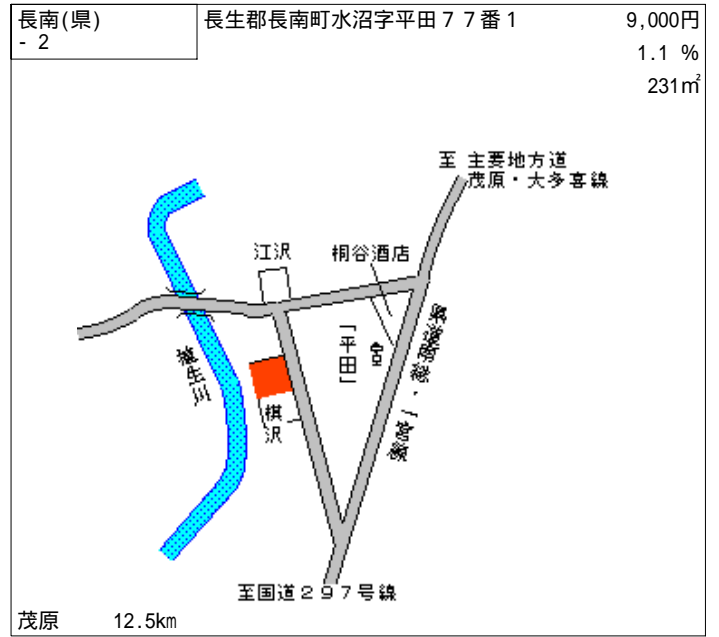 長南(県)
- 2
長生郡長南町水沼字平田７７番１
9,000円
1.1 %
231㎡
至 主要地方道
茂原・大多喜線
江沢
桐谷酒店
「平田」
埴生川
棋沢
至国道２９７号線
茂原 12.5km